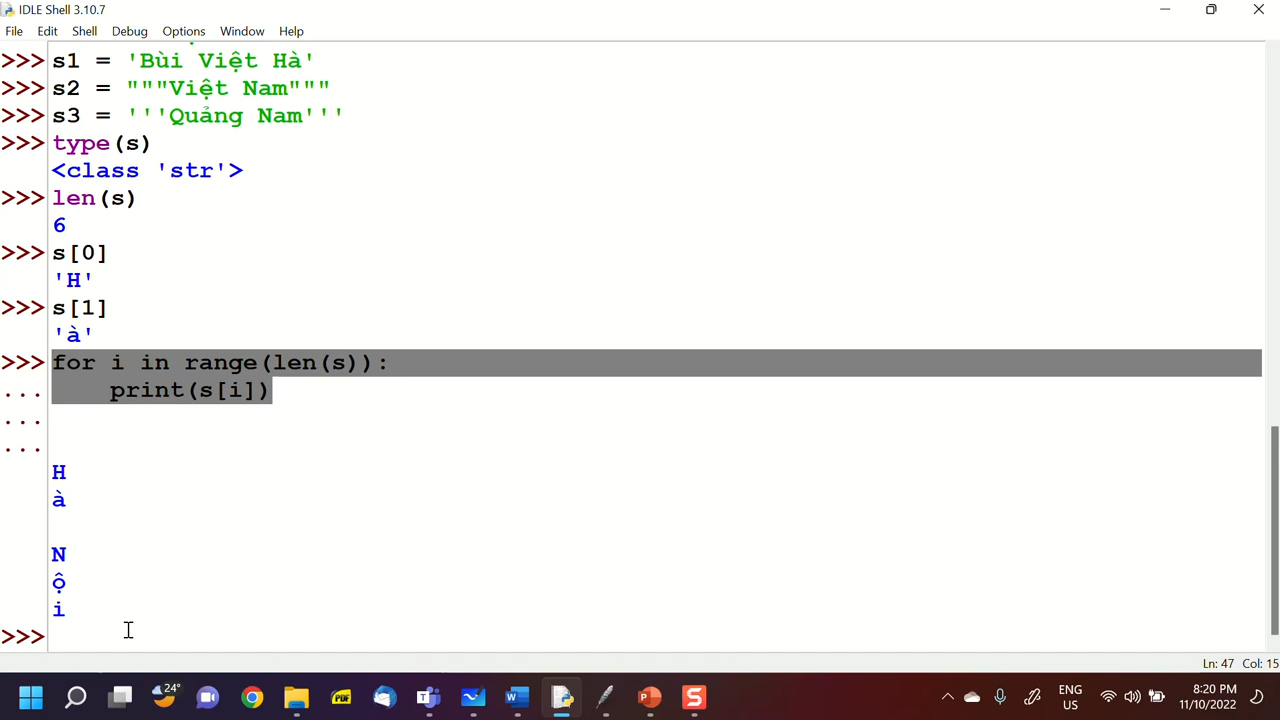 IDLE Shell 3.10.7
File Edit Shell Debug Options Window Help
>>> s1 = 'Bùi Việt Hà'
>>> s2 = """Việt Nam"""
>>> s3 = '''Quảng Nam'''
>>> type(s)
<class 'str'>
>>> len(s)
6
>>> s[0]
'H'
>>> s[1]
'à'
>>> for i in range(len(s)):
...     print(s[i])
...
...
H
à
N
ộ
i
>>>
Ln: 47 Col: 15
24°
PDF
ENG
US
8:20 PM
11/10/2022